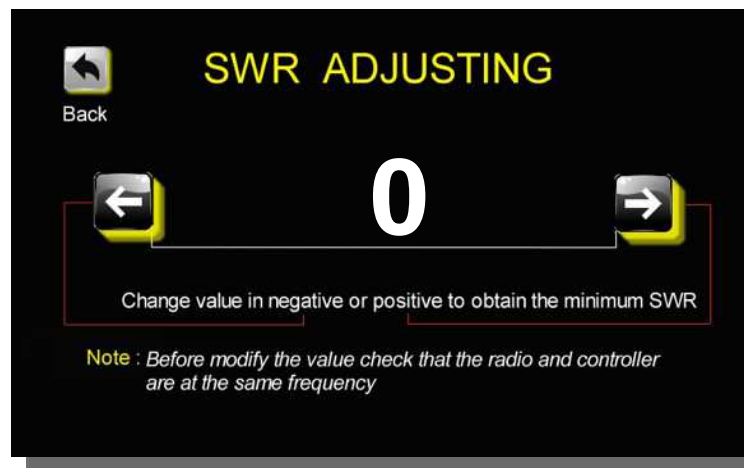 SWR ADJUSTING
Back
0
Change value in negative or positive to obtain the minimum SWR
Note : Before modify the value check that the radio and controller
are at the same frequency